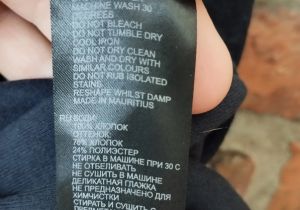 MACHINE WASH 30
DEGREES
DO NOT BLEACH
DO NOT TUMBLE DRY
COOL IRON
DO NOT DRY CLEAN
WASH AND DRY WITH
SIMILAR COLOURS
DO NOT RUB ISOLATED
STAINS
RESHAPE WHILST DAMP
MADE IN MAURITIUS
100% ХЛОПОК
ОТТЕНОК:
76% ХЛОПОК
24% ПОЛИЭСТЕР
СТИРКА В МАШИНЕ ПРИ 30 С
НЕ ОТБЕЛИВАТЬ
НЕ СУШИТЬ В МАШИНЕ
ДЕЛИКАТНАЯ ГЛАЖКА
НЕ ПРЕДНАЗНАЧЕНО ДЛЯ
ХИМЧИСТКИ
СТИРАТЬ И СУШИТЬ С